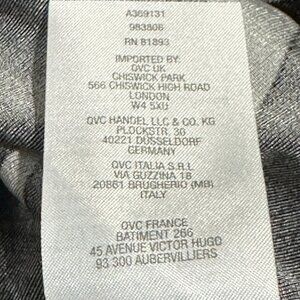 A369131
983806
RN 81893
IMPORTED BY:
QVC UK
CHISWICK PARK
566 CHISWICK HIGH ROAD
LONDON
W4 5XU
QVC HANDEL LLC & CO. KG
PLOCKSTR. 30
40221 DUSSELDORF
GERMANY
QVC ITALIA S.R.L
VIA GUZZINA 18
20861 BRUGHERIO (MB)
ITALY
QVC FRANCE
BATIMENT 266
45 AVENUE VICTOR HUGO
93 300 AUBERVILLIERS